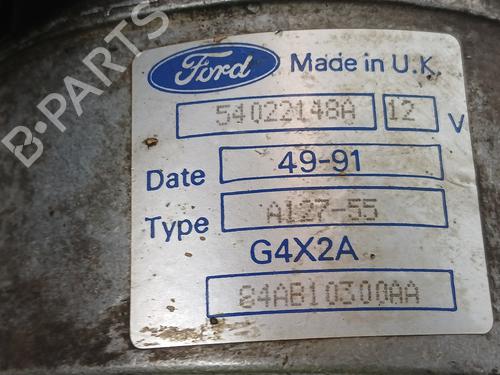 B-PARTS
Ford Made in U.K.
54022148A 12 V
Date 49-91
Type A127-55
G4X2A
84AB10300AA